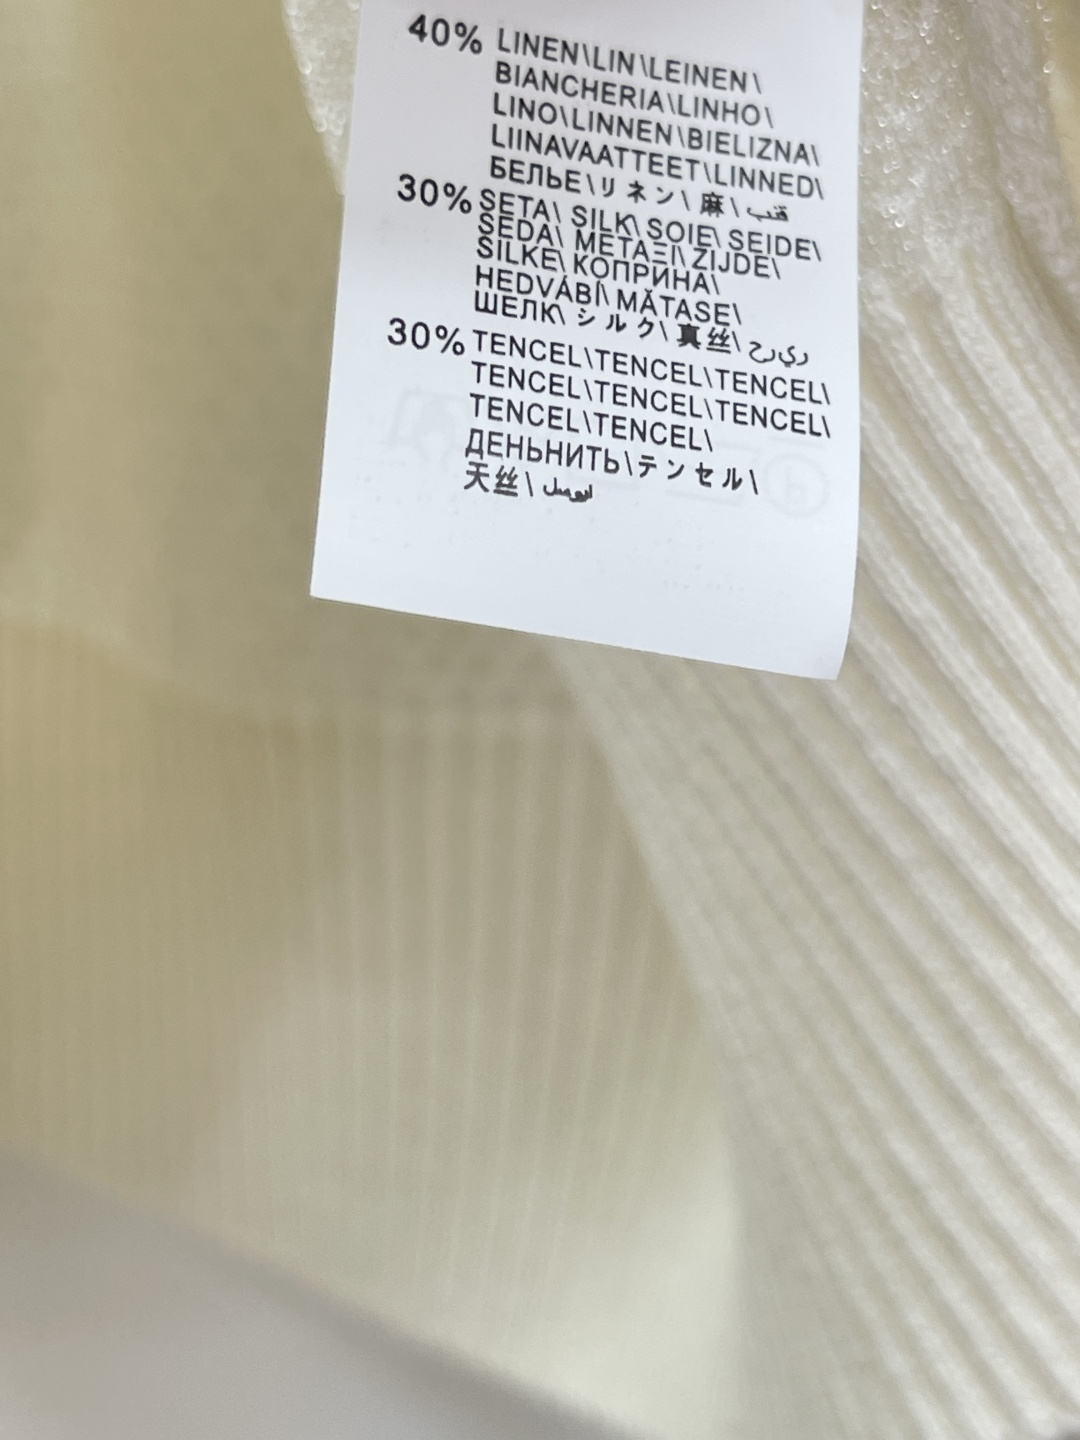 40% LINEN\LIN\LEINEN\
BIANCHERIA\LINHO\
LINO\LINNEN\BIELIZNA\
LIINAVAATTEET\LINNED\
БЕЛЬЕ\リネン\麻\قنب
30% SETA\ SILK\ SOIE\ SEIDE\
SEDA\ ΜΕΤΑΞΙ\ ZIJDE\
SILKE\ КОПРИНА\
HEDVÁBÍ\ MĂTASE\
ШЕЛК\ シルク\ 真丝\
30% TENCEL\TENCEL\TENCEL\
TENCEL\TENCEL\TENCEL\
TENCEL\TENCEL\
ДЕНЬНИТЬ\テンセル\
天丝\